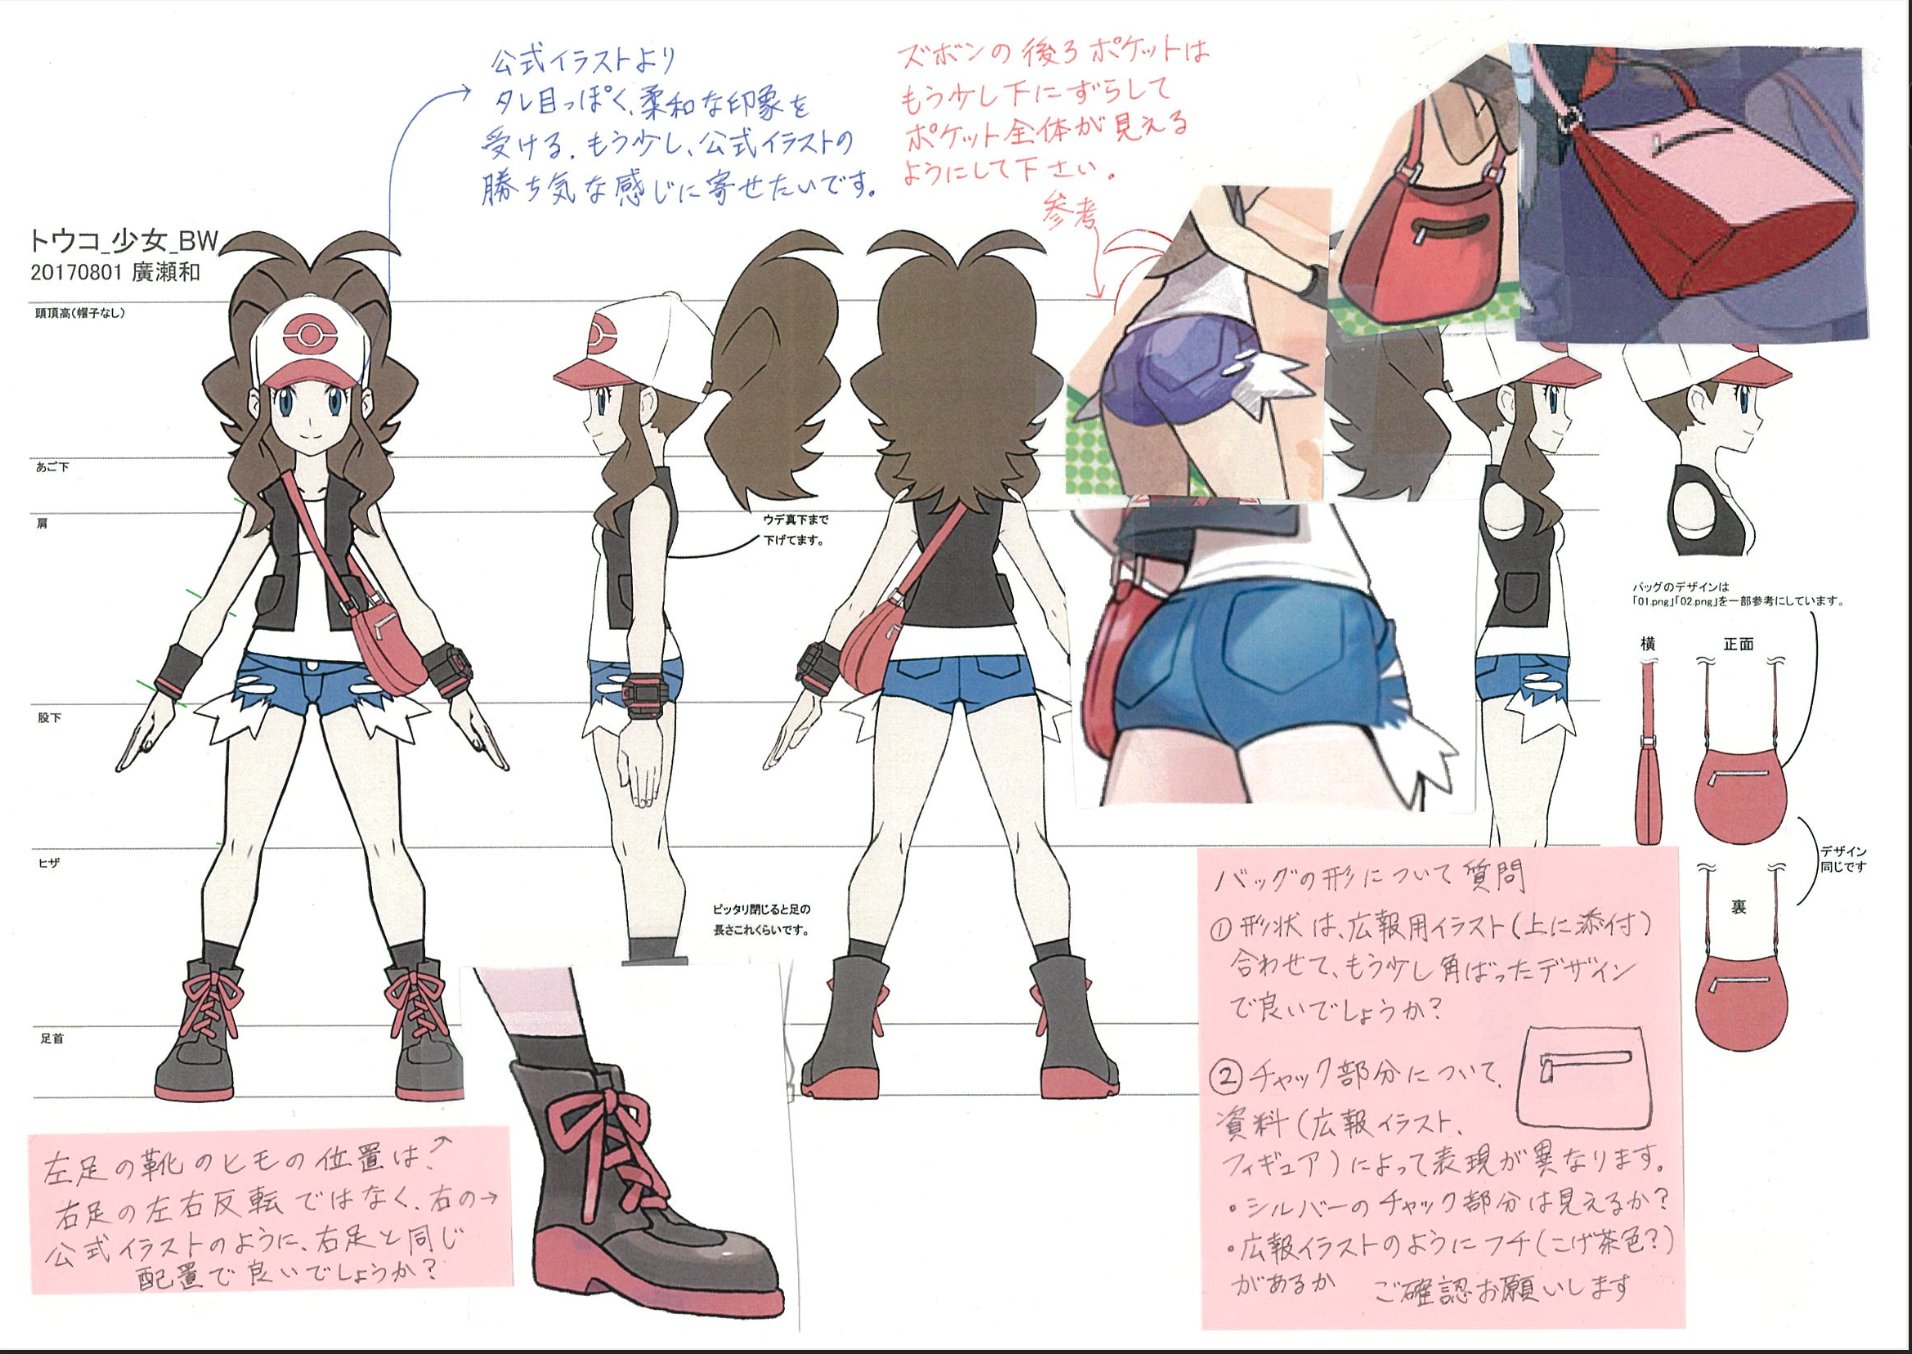 公式イラストより
タレ目っぽく、柔和な印象を
受ける。もう少し、公式イラストの
勝ち気な感じに寄せたいです。
ズボンの後ろポケットは
もう少し下にずらして
ポケット全体が見える
ようにして下さい。
参考
トウコ_少女_BW
20170801 廣瀬和
頭頂高(帽子なし)
あご下
肩
股下
ヒザ
足首
ウデ真下まで
下げてます。
ピッタリ閉じると足の
長さこれくらいです。
バッグのデザインは
「01.png」「02.png」を一部参考にしています。
横
正面
デザイン
同じです
裏
左足の靴のヒモの位置は、↗
右足の左右反転ではなく、右の→
公式イラストのように、右足と同じ
配置で良いでしょうか?
バッグの形について質問
①形状は、広報用イラスト(上に添付)
合わせて、もう少し角ばったデザイン
で良いでしょうか?
②チャック部分について、
資料(広報イラスト、
フィギュア)によって表現が異なります。
・シルバーのチャック部分は見えるか?
・広報イラストのようにフチ(こげ茶色?)
があるか ご確認お願いします